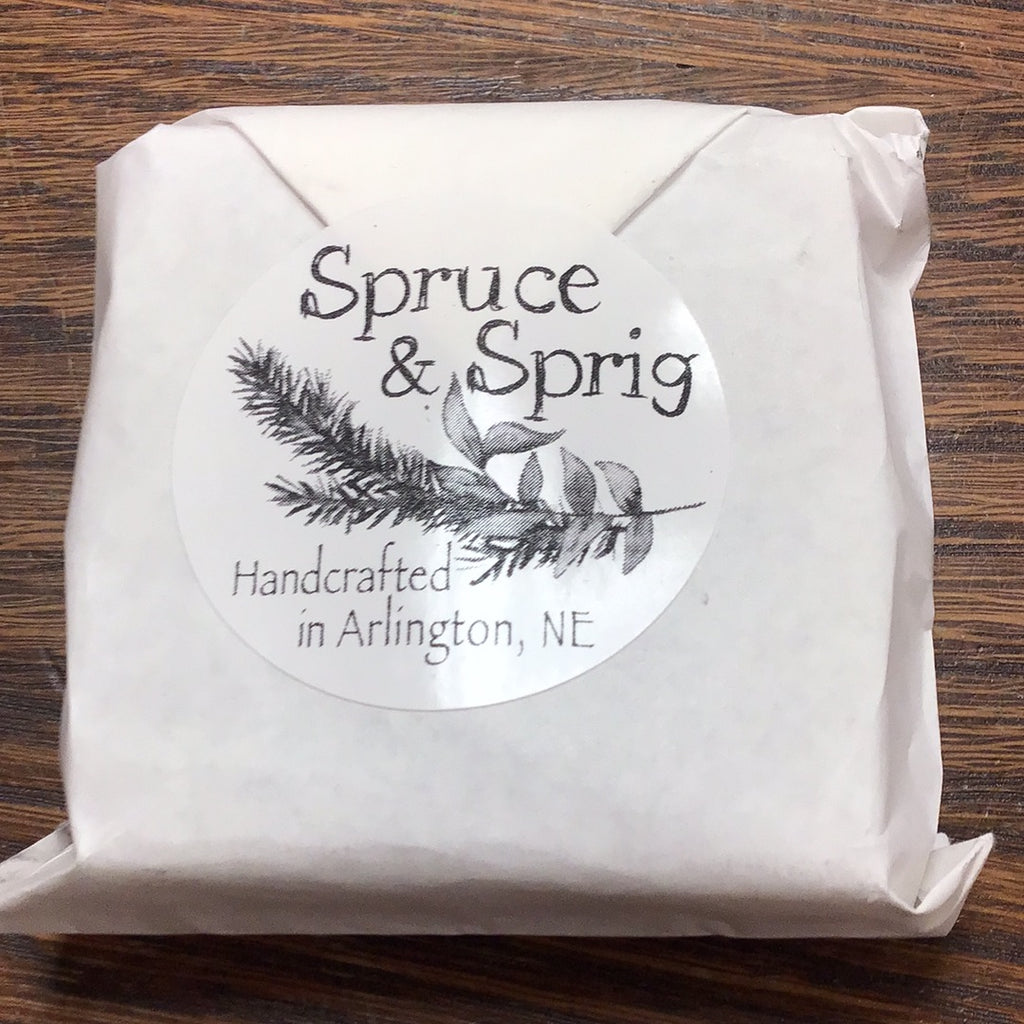 Spruce
& Sprig
Handcrafted
in Arlington, NE